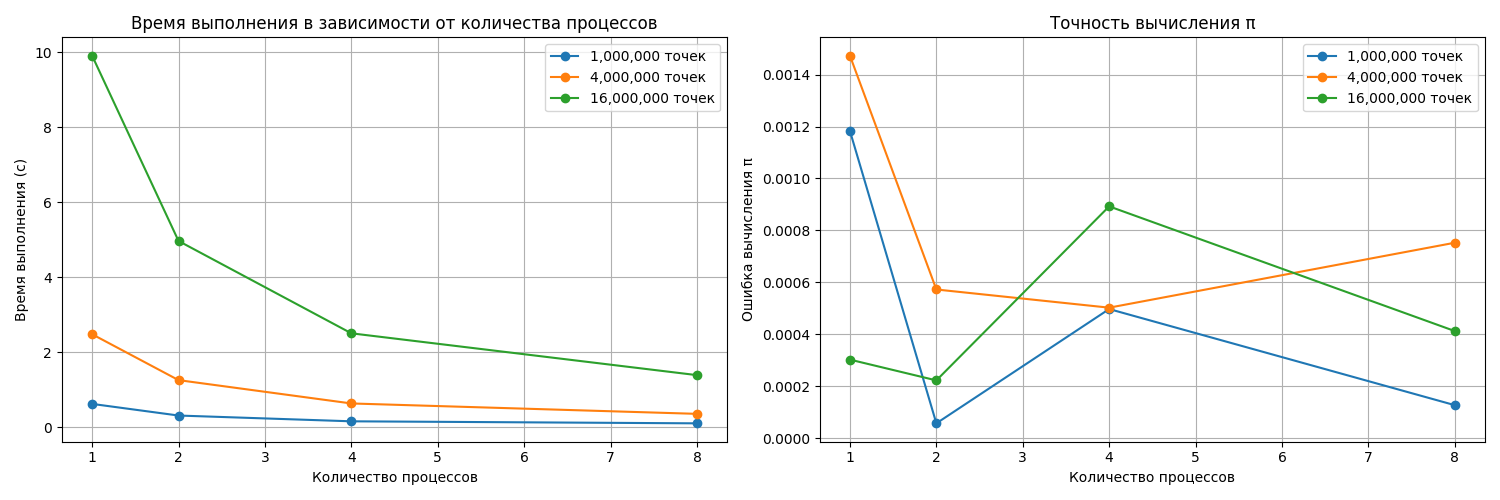 Время выполнения в зависимости от количества процессов
10
8
6
4
2
0
Время выполнения (с)
1,000,000 точек
4,000,000 точек
16,000,000 точек
1 2 3 4 5 6 7 8
Количество процессов
Точность вычисления π
0.0014
0.0012
0.0010
0.0008
0.0006
0.0004
0.0002
0.0000
Ошибка вычисления π
1,000,000 точек
4,000,000 точек
16,000,000 точек
1 2 3 4 5 6 7 8
Количество процессов